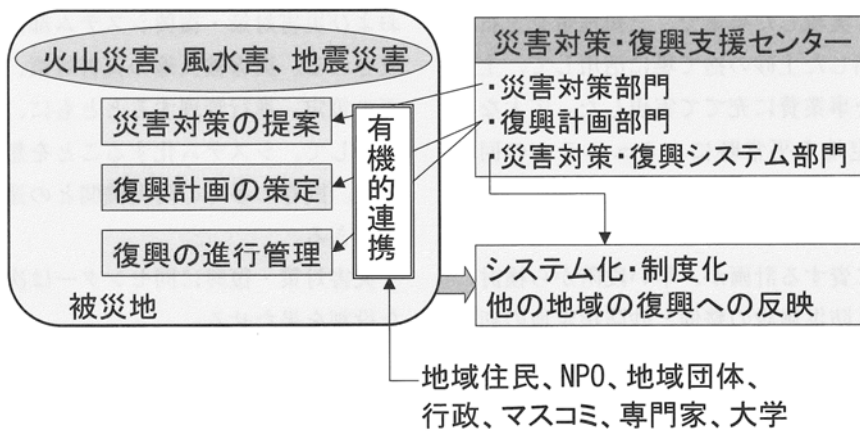 火山災害、風水害、地震災害
災害対策の提案
復興計画の策定
復興の進行管理
被災地
有機的連携
災害対策・復興支援センター
・災害対策部門
・復興計画部門
・災害対策・復興システム部門
システム化・制度化
他の地域の復興への反映
地域住民、NPO、地域団体、
行政、マスコミ、専門家、大学